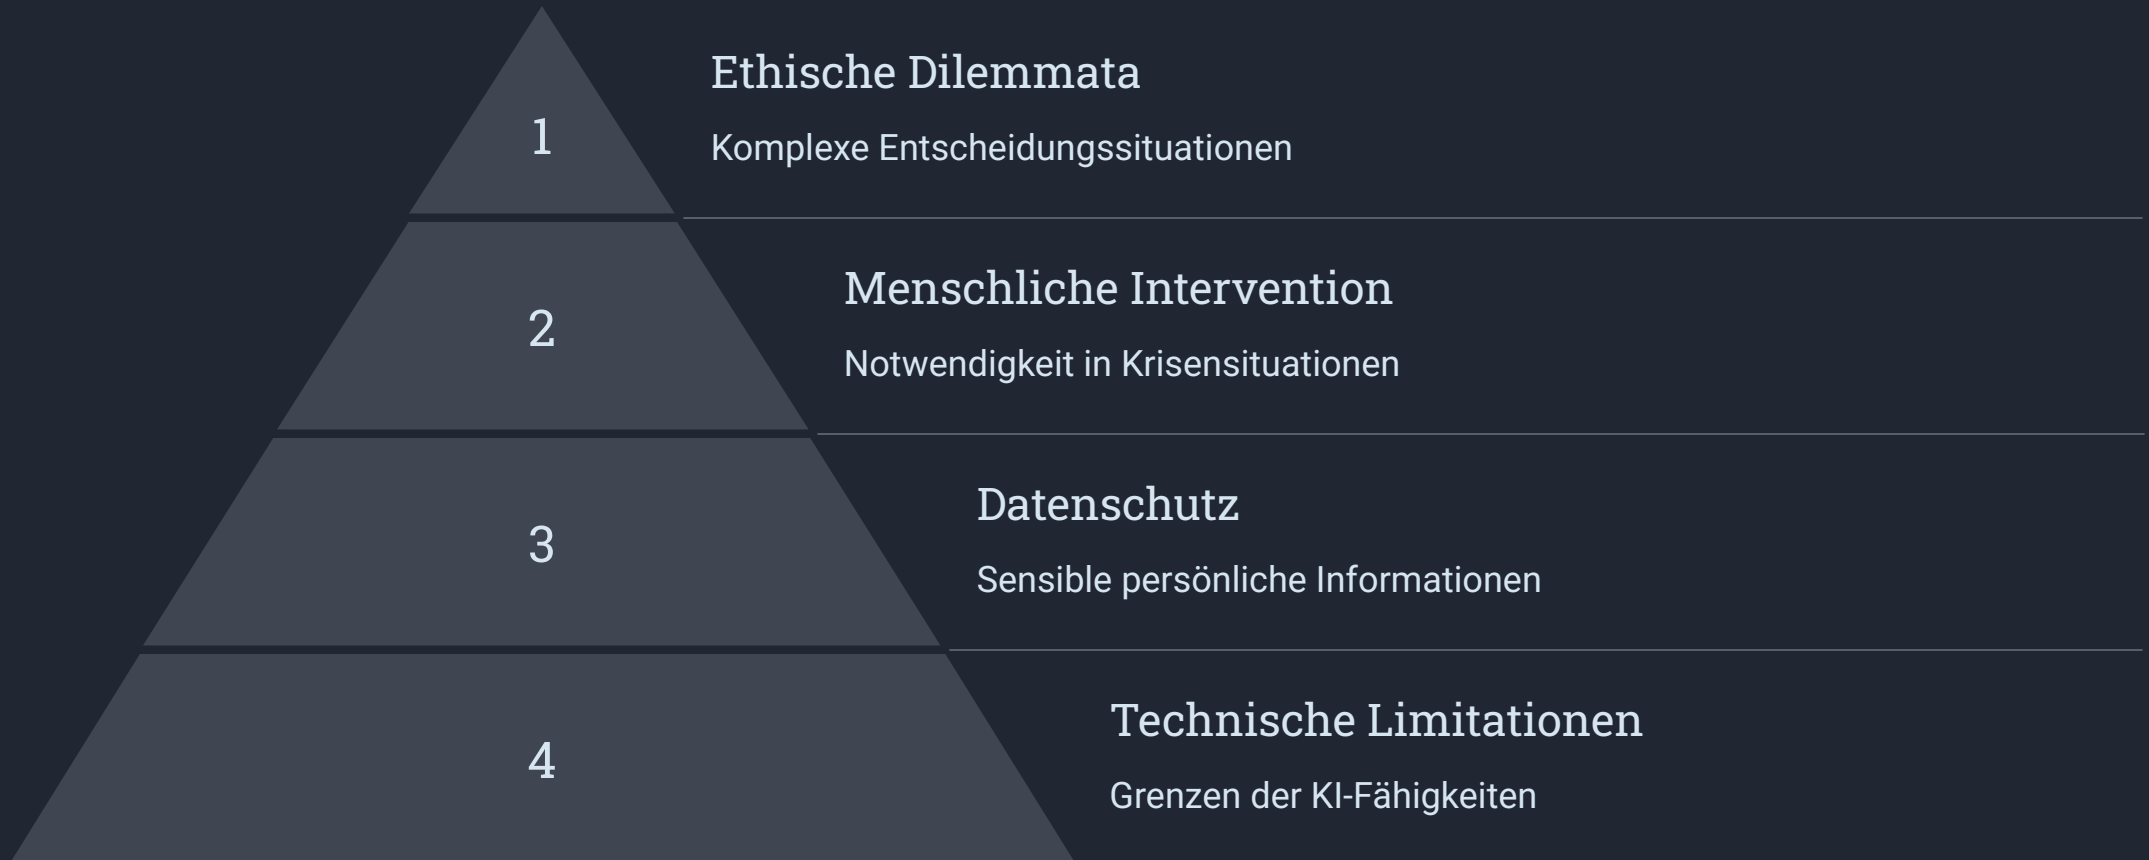 1
Ethische Dilemmata
Komplexe Entscheidungssituationen
2
Menschliche Intervention
Notwendigkeit in Krisensituationen
3
Datenschutz
Sensible persönliche Informationen
4
Technische Limitationen
Grenzen der KI-Fähigkeiten